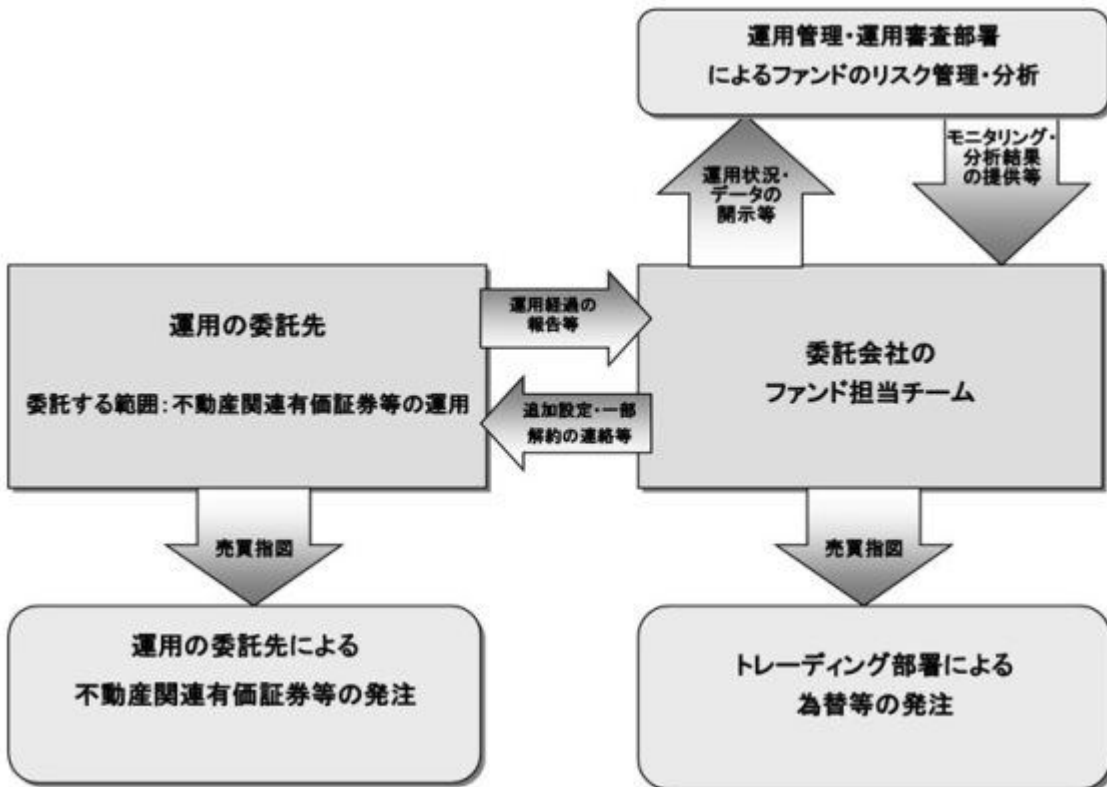 運用管理・運用審査部署
によるファンドのリスク管理・分析
運用状況・
データの
開示等
モニタリング・
分析結果
の提供等
運用の委託先
委託する範囲:不動産関連有価証券等の運用
運用経過の
報告等
追加設定・一部
解約の連絡等
委託会社の
ファンド担当チーム
売買指図
売買指図
運用の委託先による
不動産関連有価証券等の発注
トレーディング部署による
為替等の発注